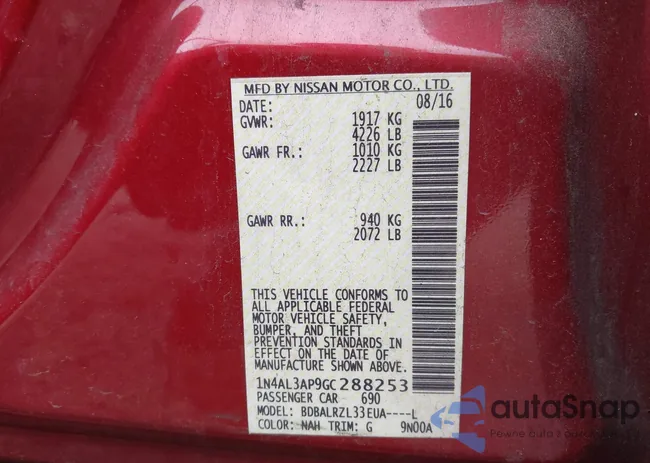 MFD BY NISSAN MOTOR CO., LTD.
DATE: 08/16
GVWR: 1917 KG
4226 LB
GAWR FR.: 1010 KG
2227 LB
GAWR RR.: 940 KG
2072 LB
THIS VEHICLE CONFORMS TO
ALL APPLICABLE FEDERAL
MOTOR VEHICLE SAFETY,
BUMPER, AND THEFT
PREVENTION STANDARDS IN
EFFECT ON THE DATE OF
MANUFACTURE SHOWN ABOVE.
1N4AL3AP9GC288253
PASSENGER CAR 690
MODEL: BDBALRZL33EUA----L
COLOR: NAH TRIM: G 9N00A
autoSnap
Pewne auto z